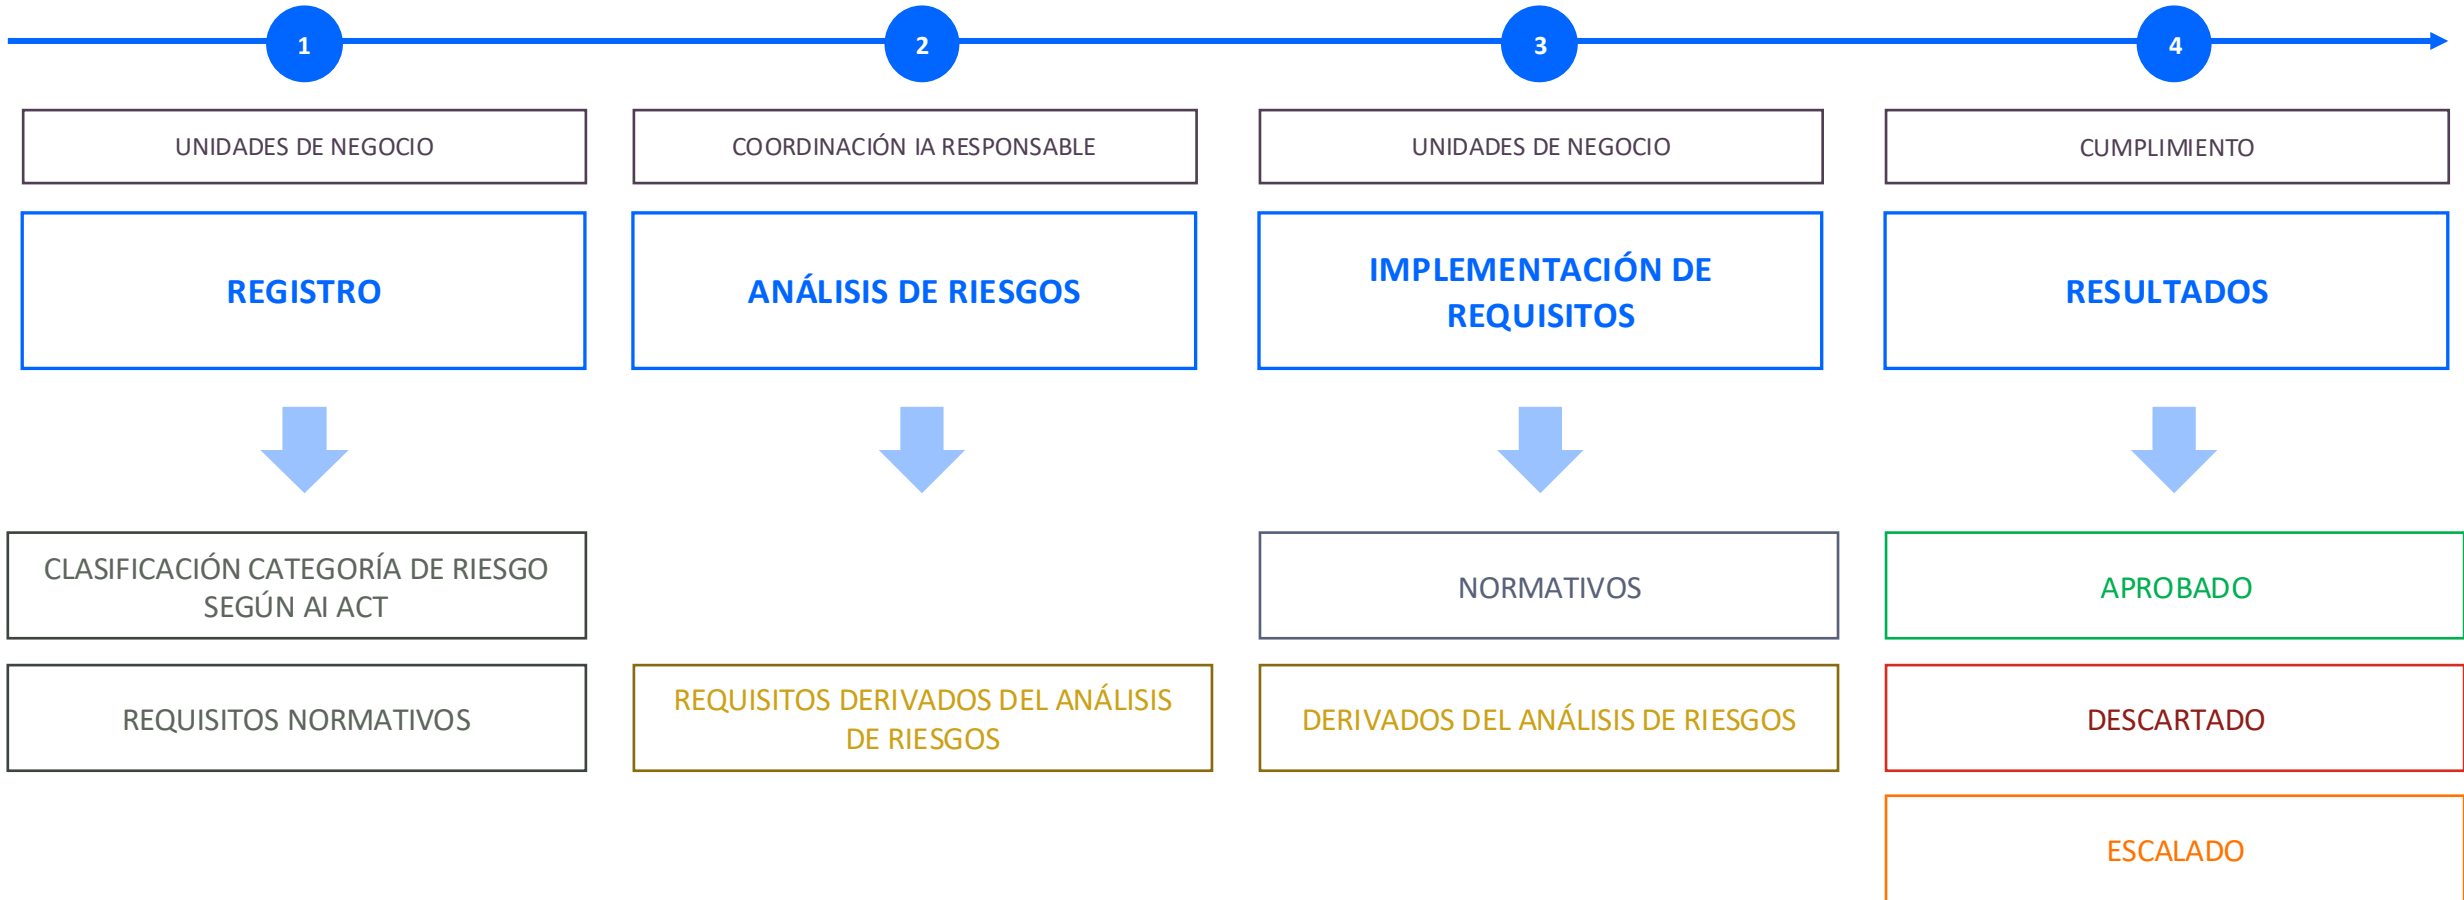 1
2
3
4
UNIDADES DE NEGOCIO
COORDINACIÓN IA RESPONSABLE
UNIDADES DE NEGOCIO
CUMPLIMIENTO
REGISTRO
ANÁLISIS DE RIESGOS
IMPLEMENTACIÓN DE
REQUISITOS
RESULTADOS
CLASIFICACIÓN CATEGORÍA DE RIESGO
SEGÚN AI ACT
NORMATIVOS
APROBADO
REQUISITOS NORMATIVOS
REQUISITOS DERIVADOS DEL ANÁLISIS
DE RIESGOS
DERIVADOS DEL ANÁLISIS DE RIESGOS
DESCARTADO
ESCALADO